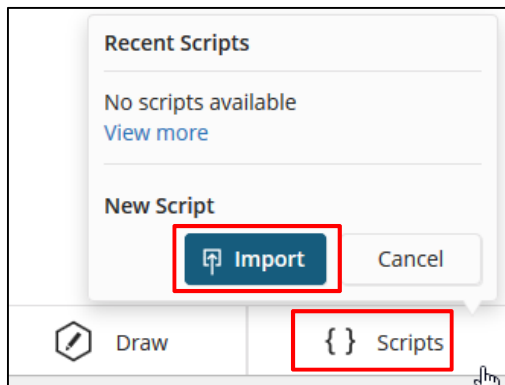 Recent Scripts
No scripts available
View more
New Script
Import Cancel
Draw { } Scripts